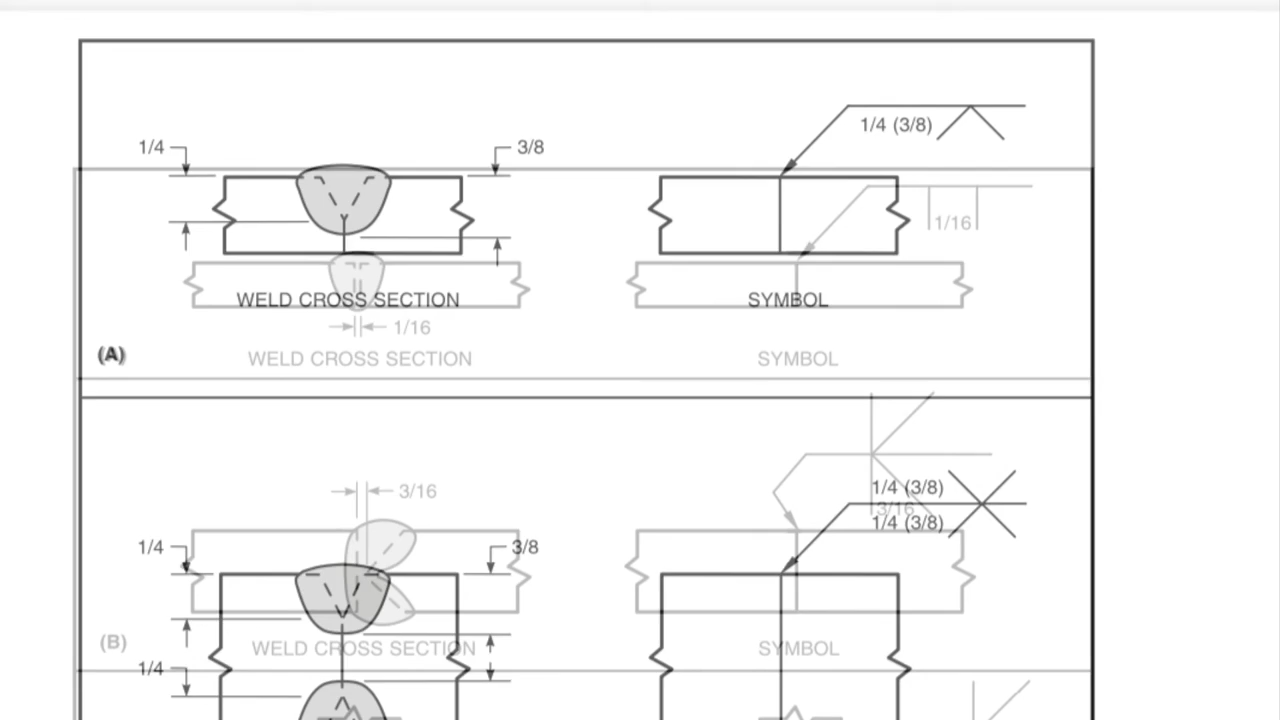 1/4 (3/8)
1/4
3/8
1/16
WELD CROSS SECTION
SYMBOL
1/16
(A)
WELD CROSS SECTION
SYMBOL
3/16
1/4 (3/8)
3/16
1/4 (3/8)
1/4
3/8
(B)
WELD CROSS SECTION
SYMBOL
1/4